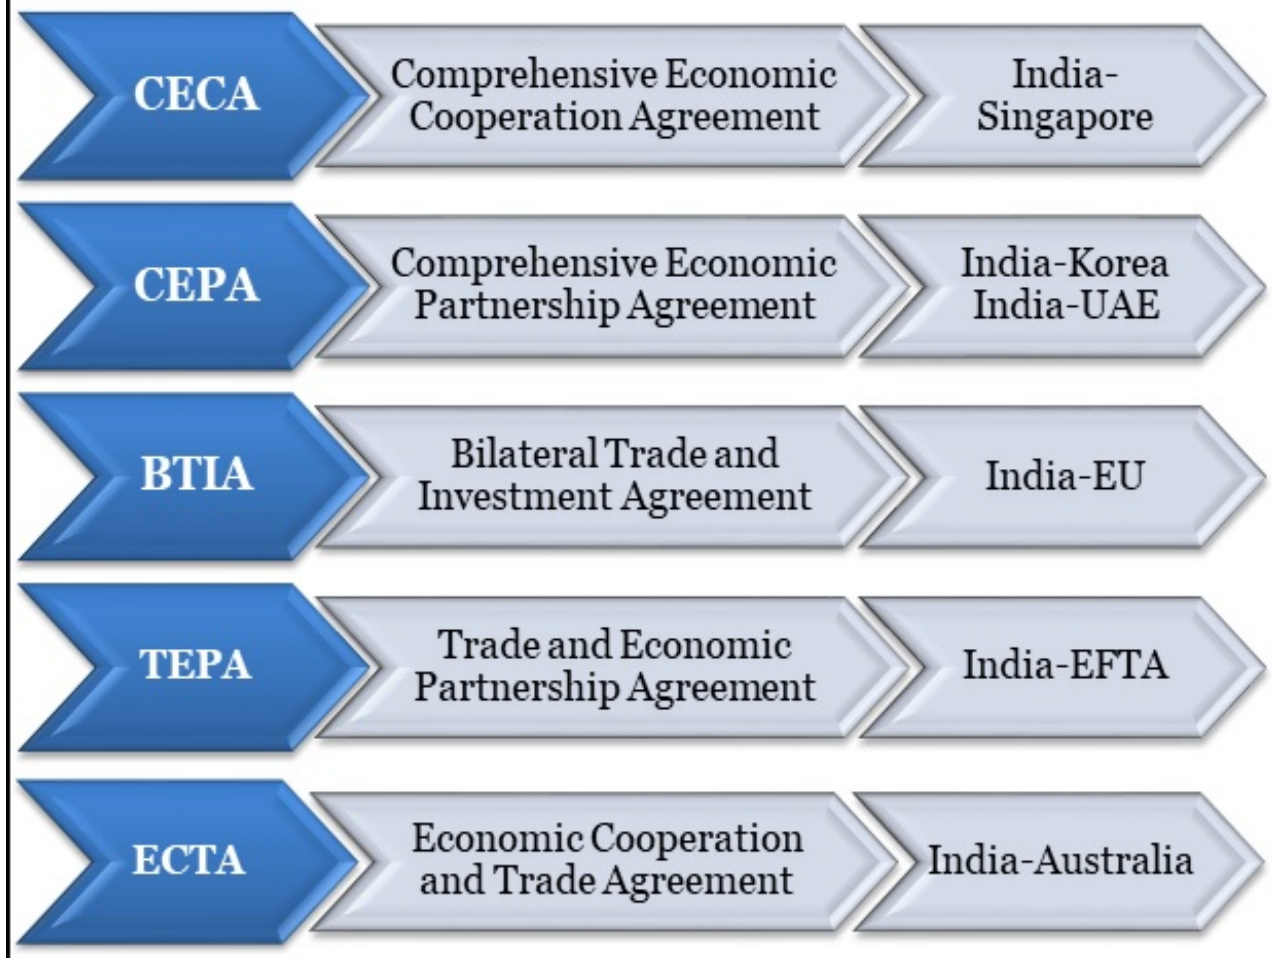 CECA
Comprehensive Economic
Cooperation Agreement
India-
Singapore
CEPA
Comprehensive Economic
Partnership Agreement
India-Korea
India-UAE
BTIA
Bilateral Trade and
Investment Agreement
India-EU
TEPA
Trade and Economic
Partnership Agreement
India-EFTA
ECTA
Economic Cooperation
and Trade Agreement
India-Australia